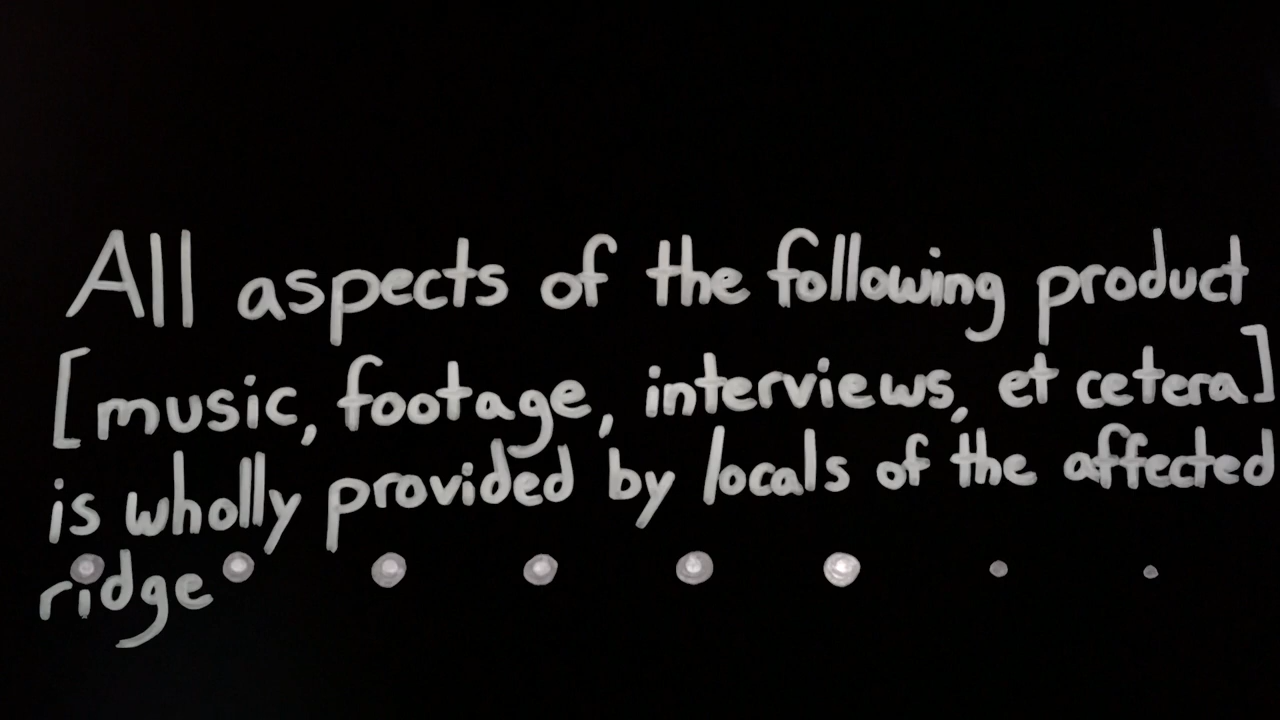 All aspects of the following product
[music, footage, interviews, et cetera]
is wholly provided by locals of the affected
ridge